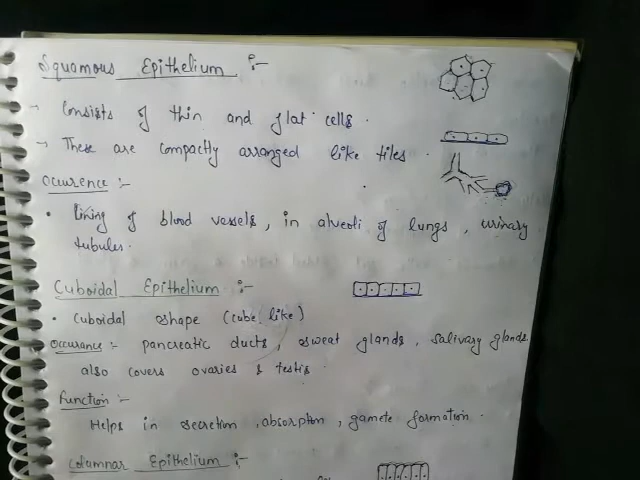 Squamous Epithelium :-
→ Consists of thin and flat cells.
→ These are compactly arranged like tiles.
Occurence :-
• Lining of blood vessels, in alveoli of lungs, urinary
tubules.
Cuboidal Epithelium :-
• Cuboidal shape (cube like)
Occurance :- pancreatic ducts, sweat glands, salivary glands
also covers ovaries & testis
Function :-
Helps in secretion, absorption, gamete formation.
Columnar Epithelium :-